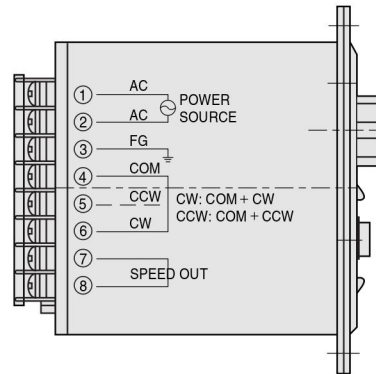 ① AC
POWER
② AC SOURCE
③ FG
④ COM
⑤ CCW CW: COM + CW
CCW: COM + CCW
⑥ CW
⑦
SPEED OUT
⑧